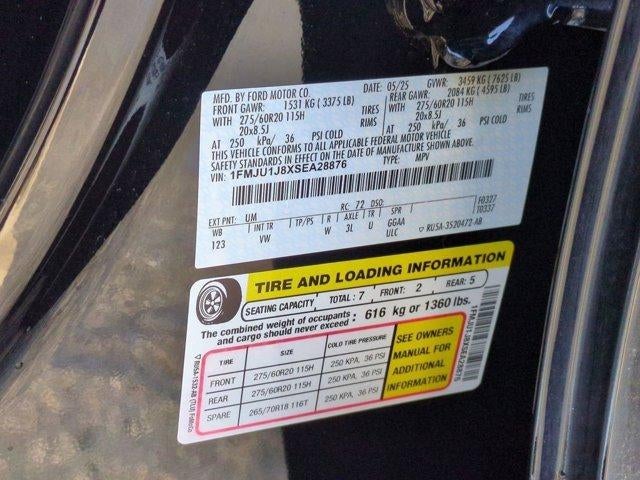 MFD. BY FORD MOTOR CO. DATE: 05/25 GVWR: 3459 KG ( 7625 LB)
FRONT GAWR: 1531 KG ( 3375 LB) REAR GAWR: 2084 KG ( 4595 LB)
WITH 275/60R20 115H TIRES WITH 275/60R20 115H TIRES
20x8.5J RIMS 20x8.5J RIMS
AT 250 kPa/ 36 PSI COLD AT 250 kPa/ 36 PSI COLD
THIS VEHICLE CONFORMS TO ALL APPLICABLE FEDERAL MOTOR VEHICLE
SAFETY STANDARDS IN EFFECT ON THE DATE OF MANUFACTURE SHOWN ABOVE.
VIN: 1FMJU1J8XSEA28876 TYPE: MPV
EXT PNT: UM RC: 72 DSO: F0327
T0337
WB INT TR TP/PS R AXLE TR SPR
123 VW W 3L U GGAA
ULC RU5A-3520472-AB
TIRE AND LOADING INFORMATION
SEATING CAPACITY TOTAL: 7 FRONT: 2 REAR: 5
The combined weight of occupants and cargo should never exceed : 616 kg or 1360 lbs.
TIRE SIZE COLD TIRE PRESSURE
FRONT 275/60R20 115H 250 KPA, 36 PSI
REAR 275/60R20 115H 250 KPA, 36 PSI
SPARE 265/70R18 116T 250 KPA, 36 PSI
SEE OWNERS
MANUAL FOR
ADDITIONAL
INFORMATION
1FMJU1J8XSEA28876